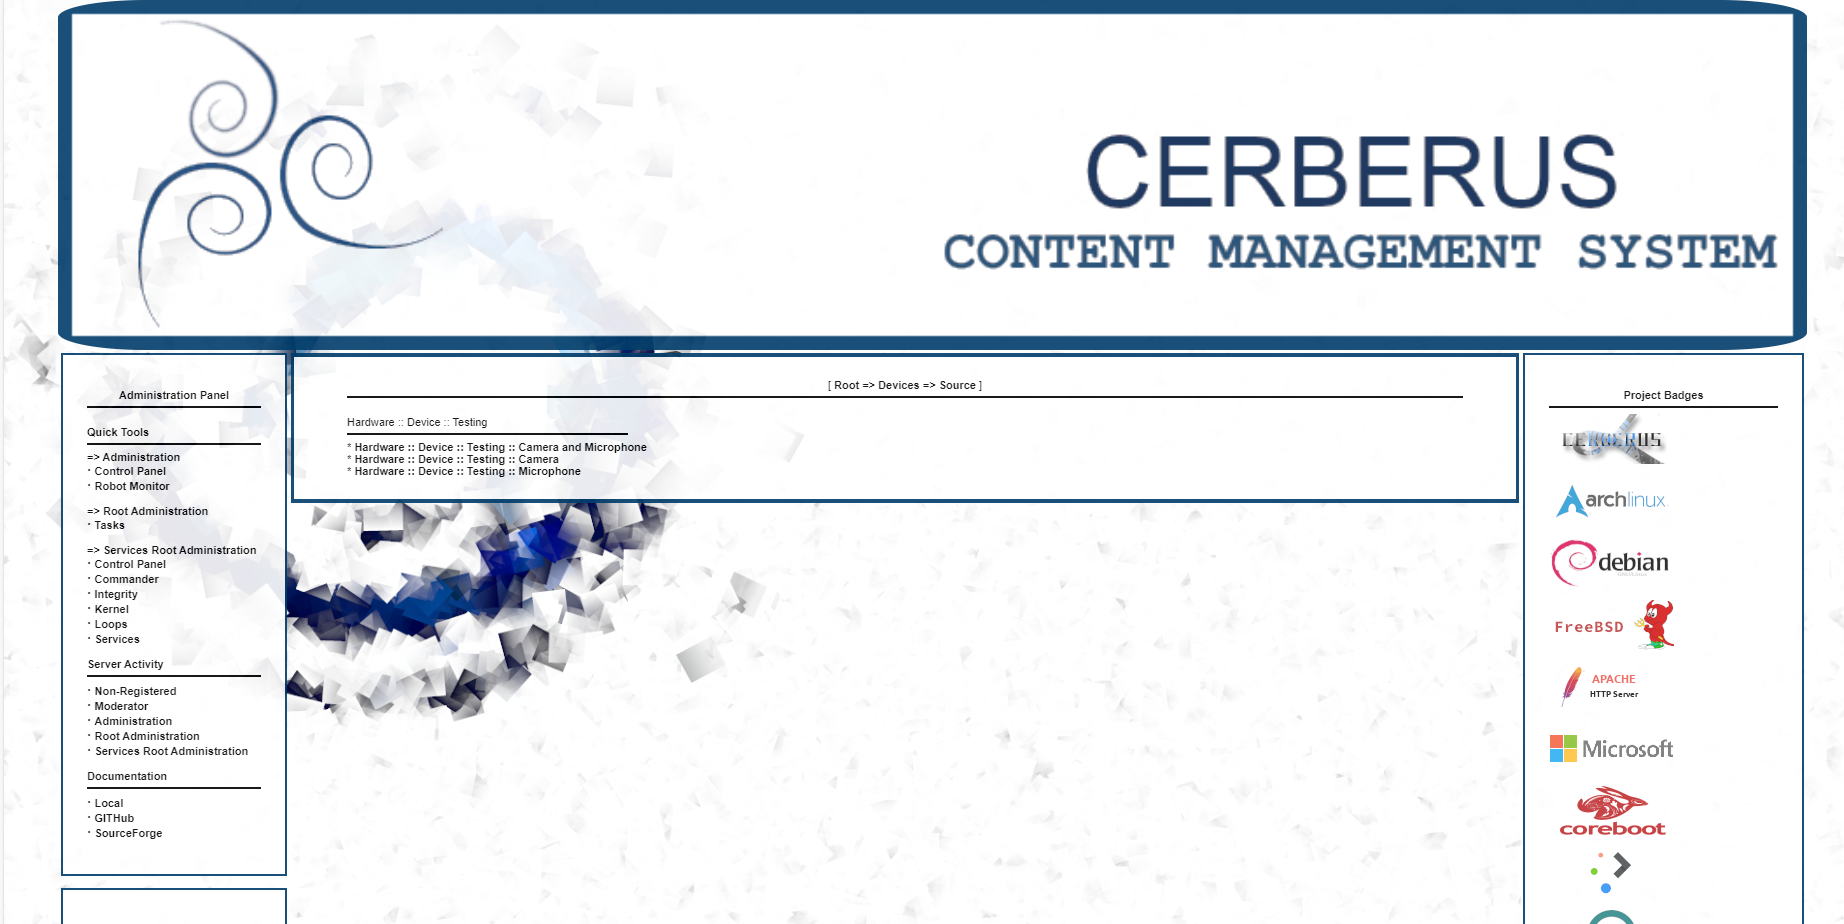 CERBERUS
CONTENT MANAGEMENT SYSTEM
Administration Panel
Quick Tools
=> Administration
· Control Panel
· Robot Monitor
=> Root Administration
· Tasks
=> Services Root Administration
· Control Panel
· Commander
· Integrity
· Kernel
· Loops
· Services
Server Activity
· Non-Registered
· Moderator
· Administration
· Root Administration
· Services Root Administration
Documentation
· Local
· GITHub
· SourceForge
[ Root => Devices => Source ]
Hardware :: Device :: Testing
* Hardware :: Device :: Testing :: Camera and Microphone
* Hardware :: Device :: Testing :: Camera
* Hardware :: Device :: Testing :: Microphone
Project Badges
CERBERUS
archlinux
debian
FreeBSD
APACHE
HTTP Server
Microsoft
coreboot